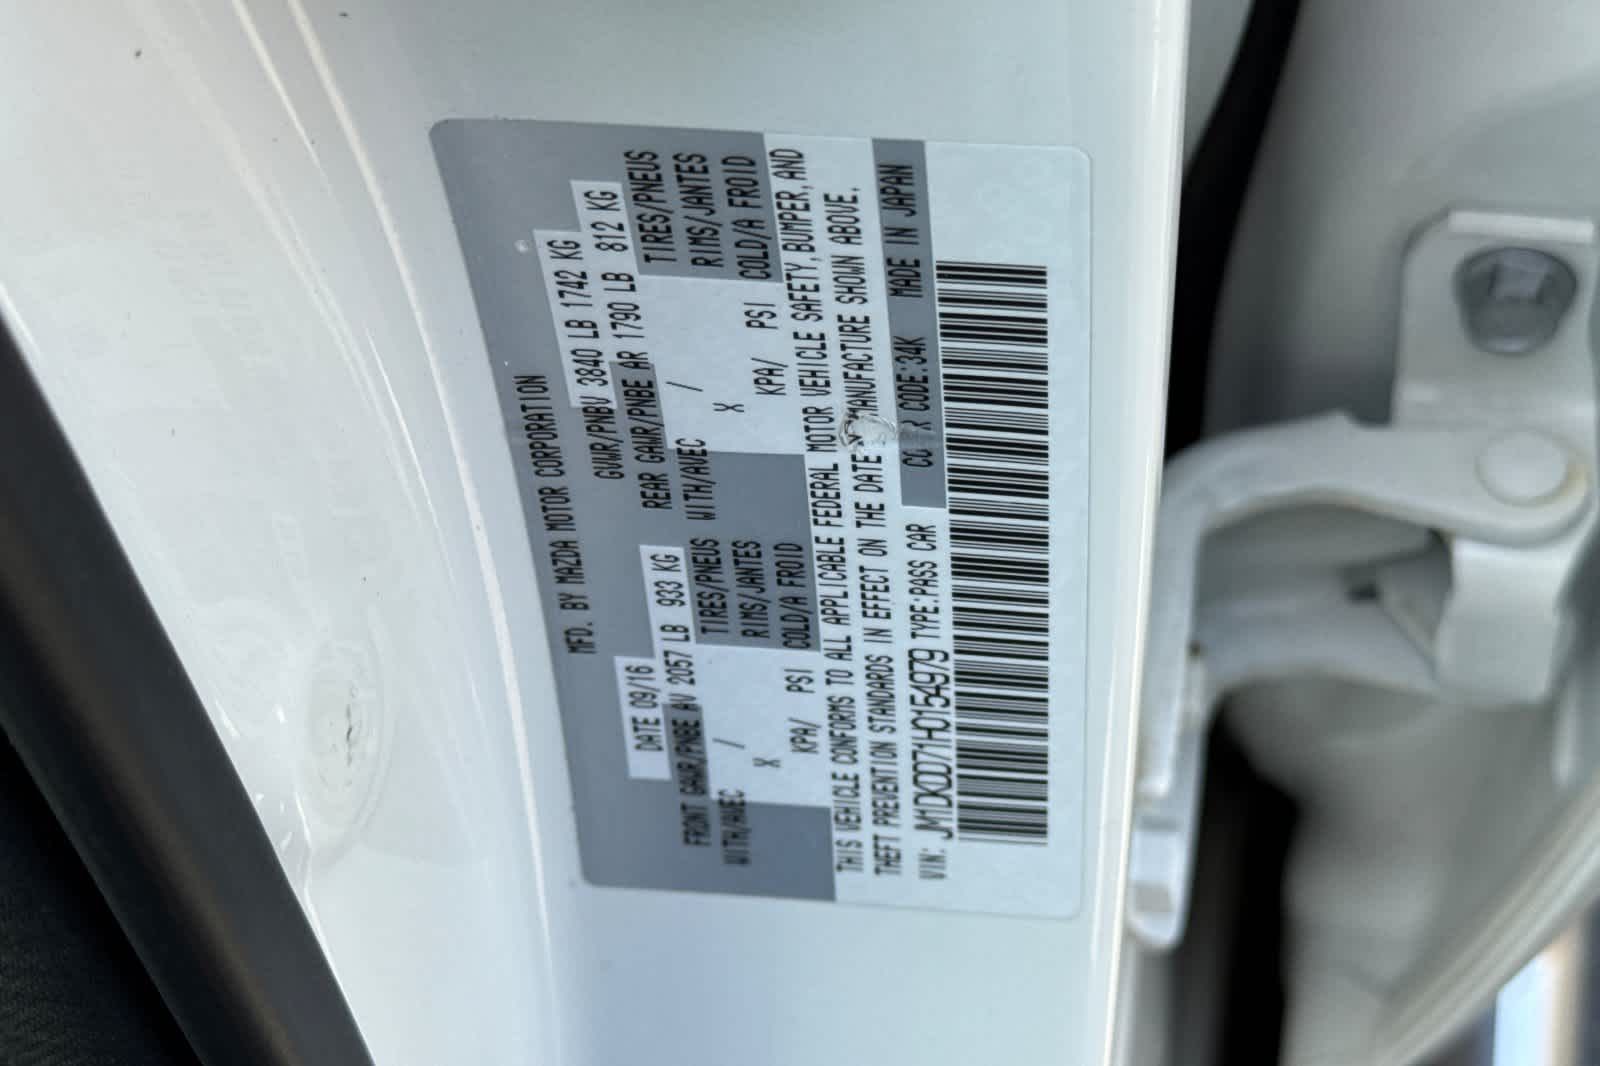 MFD. BY MAZDA MOTOR CORPORATION
DATE 09/16 GVWR/PNBV 3840 LB 1742 KG
FRONT GAWR/PNBE AV 2057 LB 933 KG REAR GAWR/PNBE AR 1790 LB 812 KG
WITH/AVEC / TIRES/PNEUS WITH/AVEC / TIRES/PNEUS
X RIMS/JANTES X RIMS/JANTES
KPA/ PSI COLD/A FROID KPA/ PSI COLD/A FROID
THIS VEHICLE CONFORMS TO ALL APPLICABLE FEDERAL MOTOR VEHICLE SAFETY, BUMPER, AND
THEFT PREVENTION STANDARDS IN EFFECT ON THE DATE MANUFACTURE SHOWN ABOVE.
VIN: JM1DKDD71H0154979 TYPE:PASS CAR CODE:34K MADE IN JAPAN